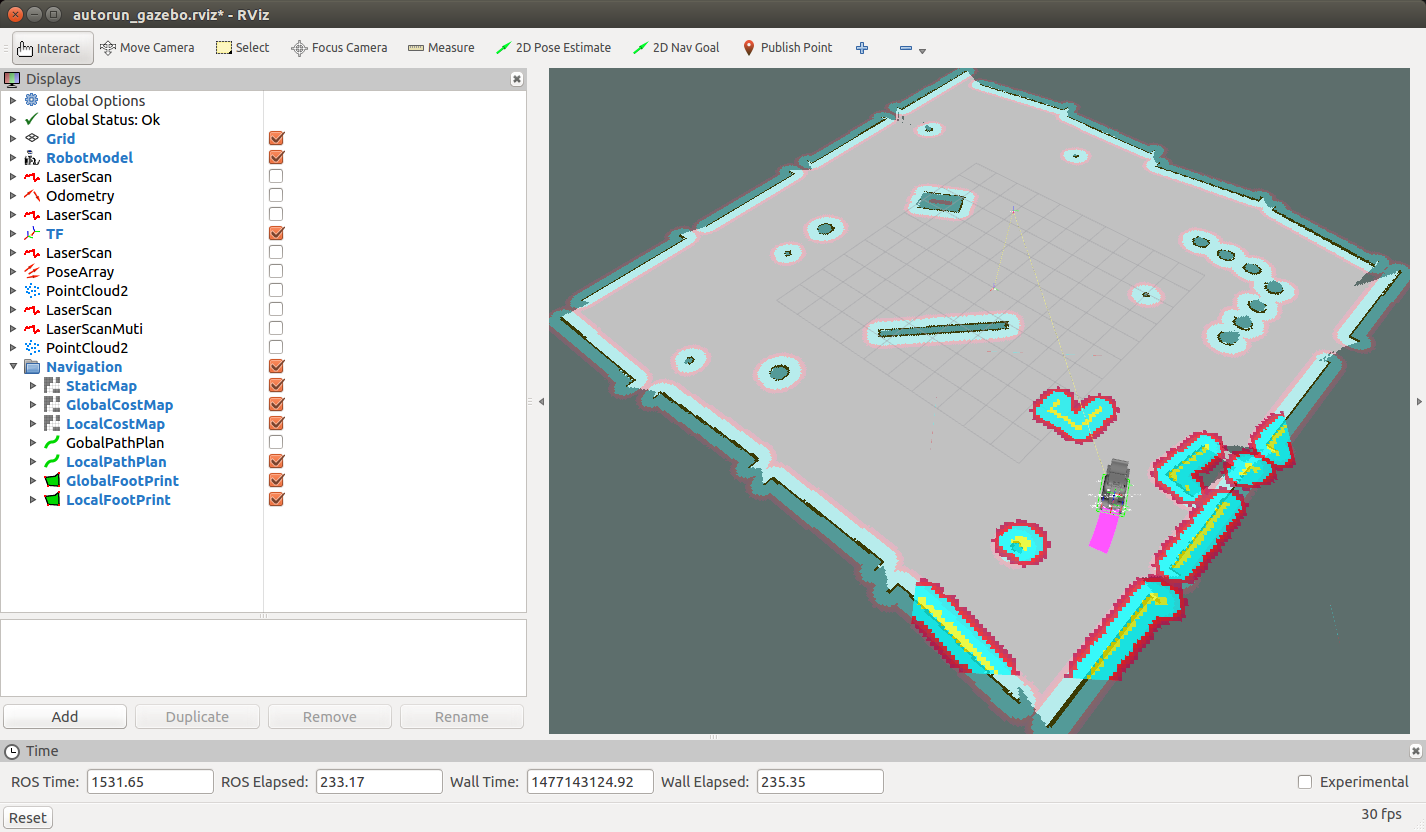 autorun_gazebo.rviz* - RViz
Interact Move Camera Select Focus Camera Measure 2D Pose Estimate 2D Nav Goal Publish Point
Displays
Global Options
Global Status: Ok
Grid
RobotModel
LaserScan
Odometry
LaserScan
TF
LaserScan
PoseArray
PointCloud2
LaserScan
LaserScanMuti
PointCloud2
Navigation
StaticMap
GlobalCostMap
LocalCostMap
GobalPathPlan
LocalPathPlan
GlobalFootPrint
LocalFootPrint
Add Duplicate Remove Rename
Time
ROS Time: 1531.65 ROS Elapsed: 233.17 Wall Time: 1477143124.92 Wall Elapsed: 235.35 Experimental
Reset 30 fps